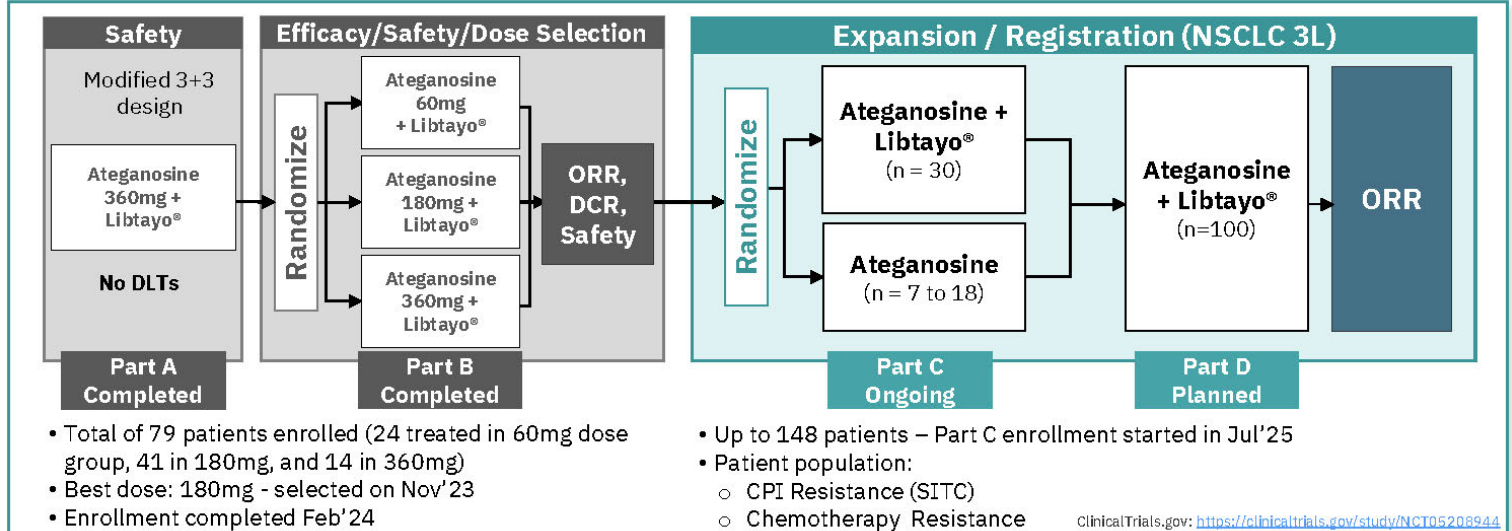 Safety
Modified 3+3
design
Ateganosine
360mg +
Libtayo®
No DLTs
Part A
Completed
Efficacy/Safety/Dose Selection
Randomize
Ateganosine
60mg
+ Libtayo®
Ateganosine
180mg +
Libtayo®
Ateganosine
360mg +
Libtayo®
ORR,
DCR,
Safety
Part B
Completed
Expansion / Registration (NSCLC 3L)
Randomize
Ateganosine +
Libtayo®
(n = 30)
Ateganosine
(n = 7 to 18)
Part C
Ongoing
Ateganosine
+ Libtayo®
(n=100)
Part D
Planned
ORR
• Total of 79 patients enrolled (24 treated in 60mg dose
group, 41 in 180mg, and 14 in 360mg)
• Best dose: 180mg - selected on Nov’23
• Enrollment completed Feb’24
• Up to 148 patients – Part C enrollment started in Jul’25
• Patient population:
o CPI Resistance (SITC)
o Chemotherapy Resistance
ClinicalTrials.gov: https://clinicaltrials.gov/study/NCT05208944